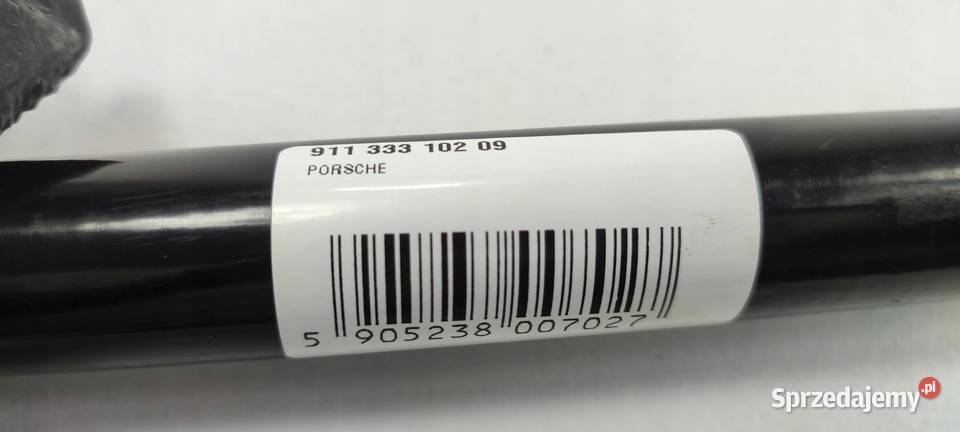 911 333 102 09
PORSCHE
5 905238 007027
Sprzedajemy.pl